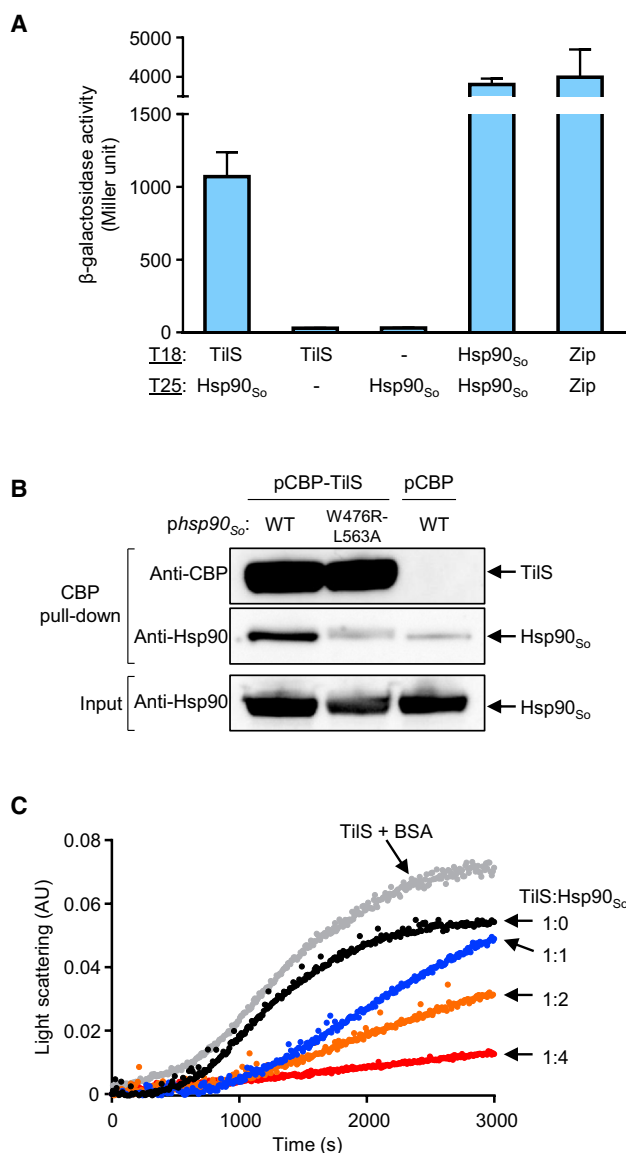 A
β-galactosidase activity
(Miller unit)
5000
4000
1500
1000
500
0
T18: TilS TilS - Hsp90So Zip
T25: Hsp90So - Hsp90So Hsp90So Zip
B
pCBP-TilS pCBP
phsp90So: WT W476R-L563A WT
CBP pull-down
Anti-CBP TilS
Anti-Hsp90 Hsp90So
Input Anti-Hsp90 Hsp90So
C
Light scattering (AU)
0.08
0.06
0.04
0.02
0
TilS + BSA
TilS:Hsp90So
1:0
1:1
1:2
1:4
0 1000 2000 3000
Time (s)